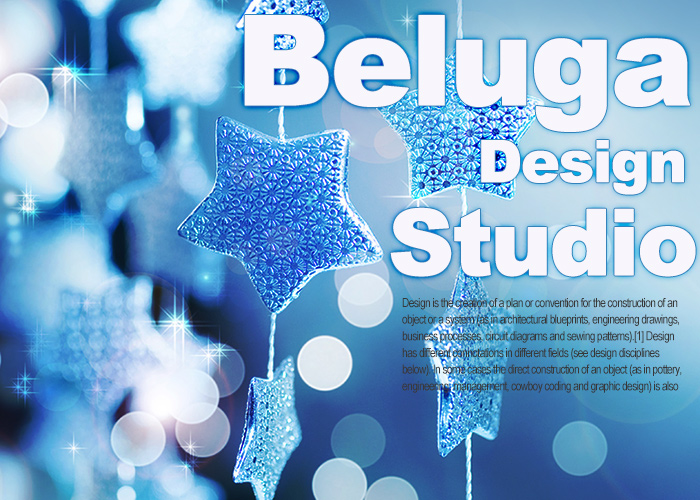 Beluga
Design
Studio
Design is the creation of a plan or convention for the construction of an
object or a system (as in architectural blueprints, engineering drawings,
business processes, circuit diagrams and sewing patterns).[1] Design
has different connotations in different fields (see design disciplines
below). In some cases the direct construction of an object (as in pottery,
engineering, management, cowboy coding and graphic design) is also